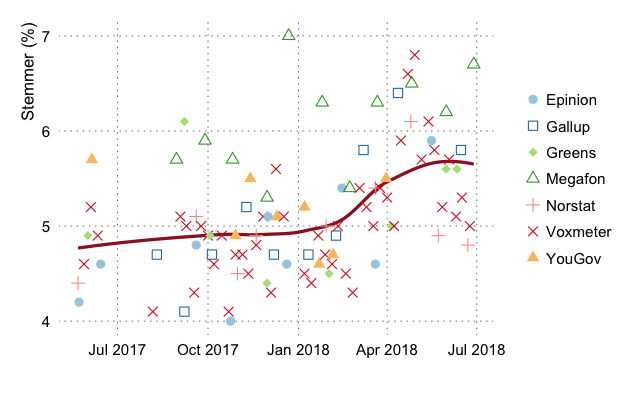 Stemmer (%)
7
6
5
4
Jul 2017 Oct 2017 Jan 2018 Apr 2018 Jul 2018
Epinion
Gallup
Greens
Megafon
Norstat
Voxmeter
YouGov